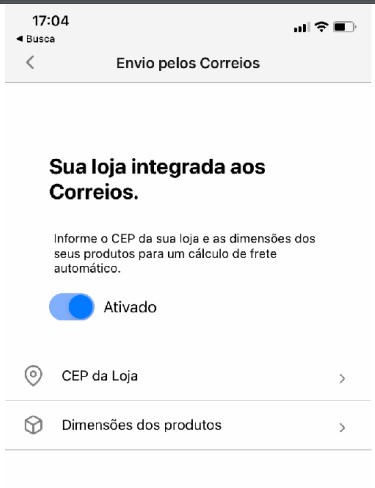 17:04
◀ Busca
Envio pelos Correios
Sua loja integrada aos
Correios.
Informe o CEP da sua loja e as dimensões dos
seus produtos para um cálculo de frete
automático.
Ativado
CEP da Loja
Dimensões dos produtos